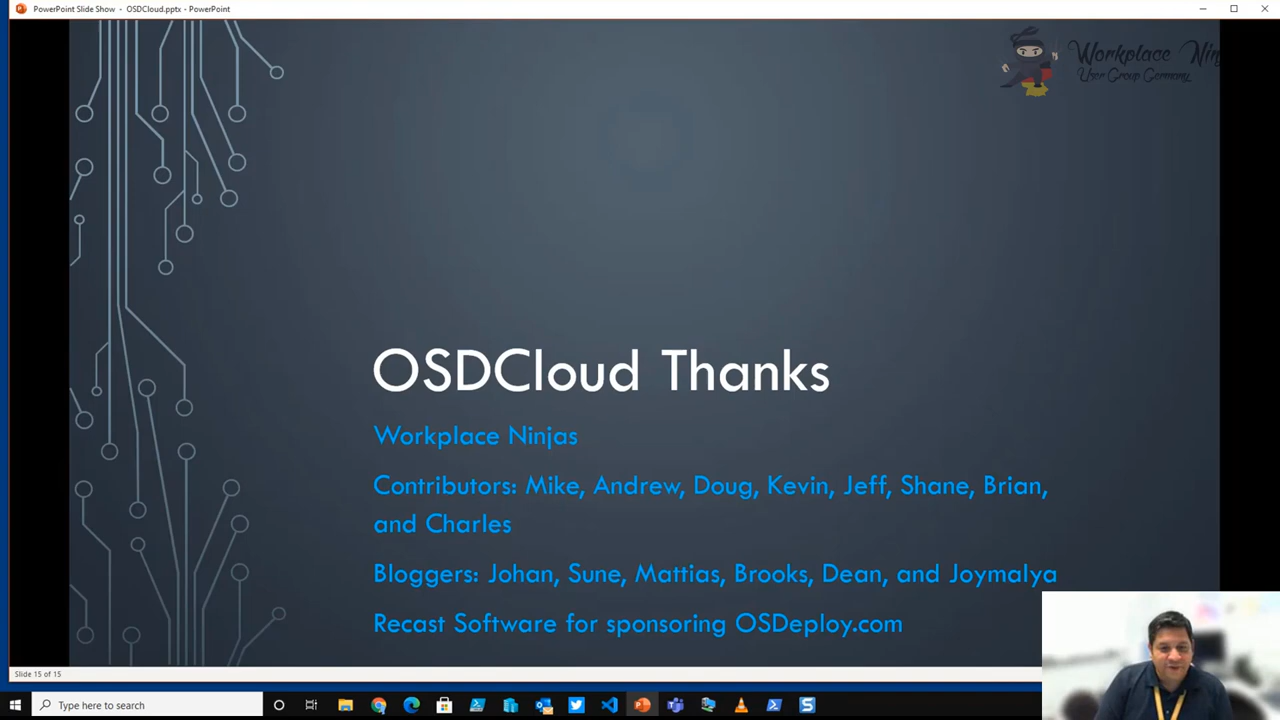 PowerPoint Slide Show - OSDCloud.pptx - PowerPoint
Workplace Nin
User Group Germany
OSDCloud Thanks
Workplace Ninjas
Contributors: Mike, Andrew, Doug, Kevin, Jeff, Shane, Brian,
and Charles
Bloggers: Johan, Sune, Mattias, Brooks, Dean, and Joymalya
Recast Software for sponsoring OSDeploy.com
Slide 15 of 15
Type here to search